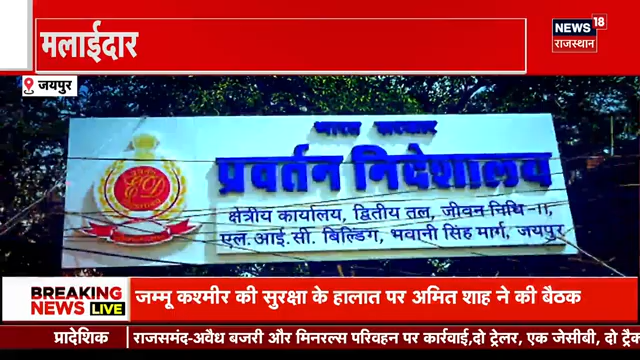 मलाईदार
NEWS 18
राजस्थान
जयपुर
भारत सरकार
प्रवर्तन निदेशालय
क्षेत्रीय कार्यालय, द्वितीय तल, जीवन निधि -II,
एल.आई.सी. बिल्डिंग, भवानी सिंह मार्ग, जयपुर
BREAKING
NEWS LIVE
जम्मू कश्मीर की सुरक्षा के हालात पर अमित शाह ने की बैठक
प्रादेशिक
राजसमंद-अवैध बजरी और मिनरल्स परिवहन पर कार्रवाई,दो ट्रेलर, एक जेसीबी, दो ट्रै